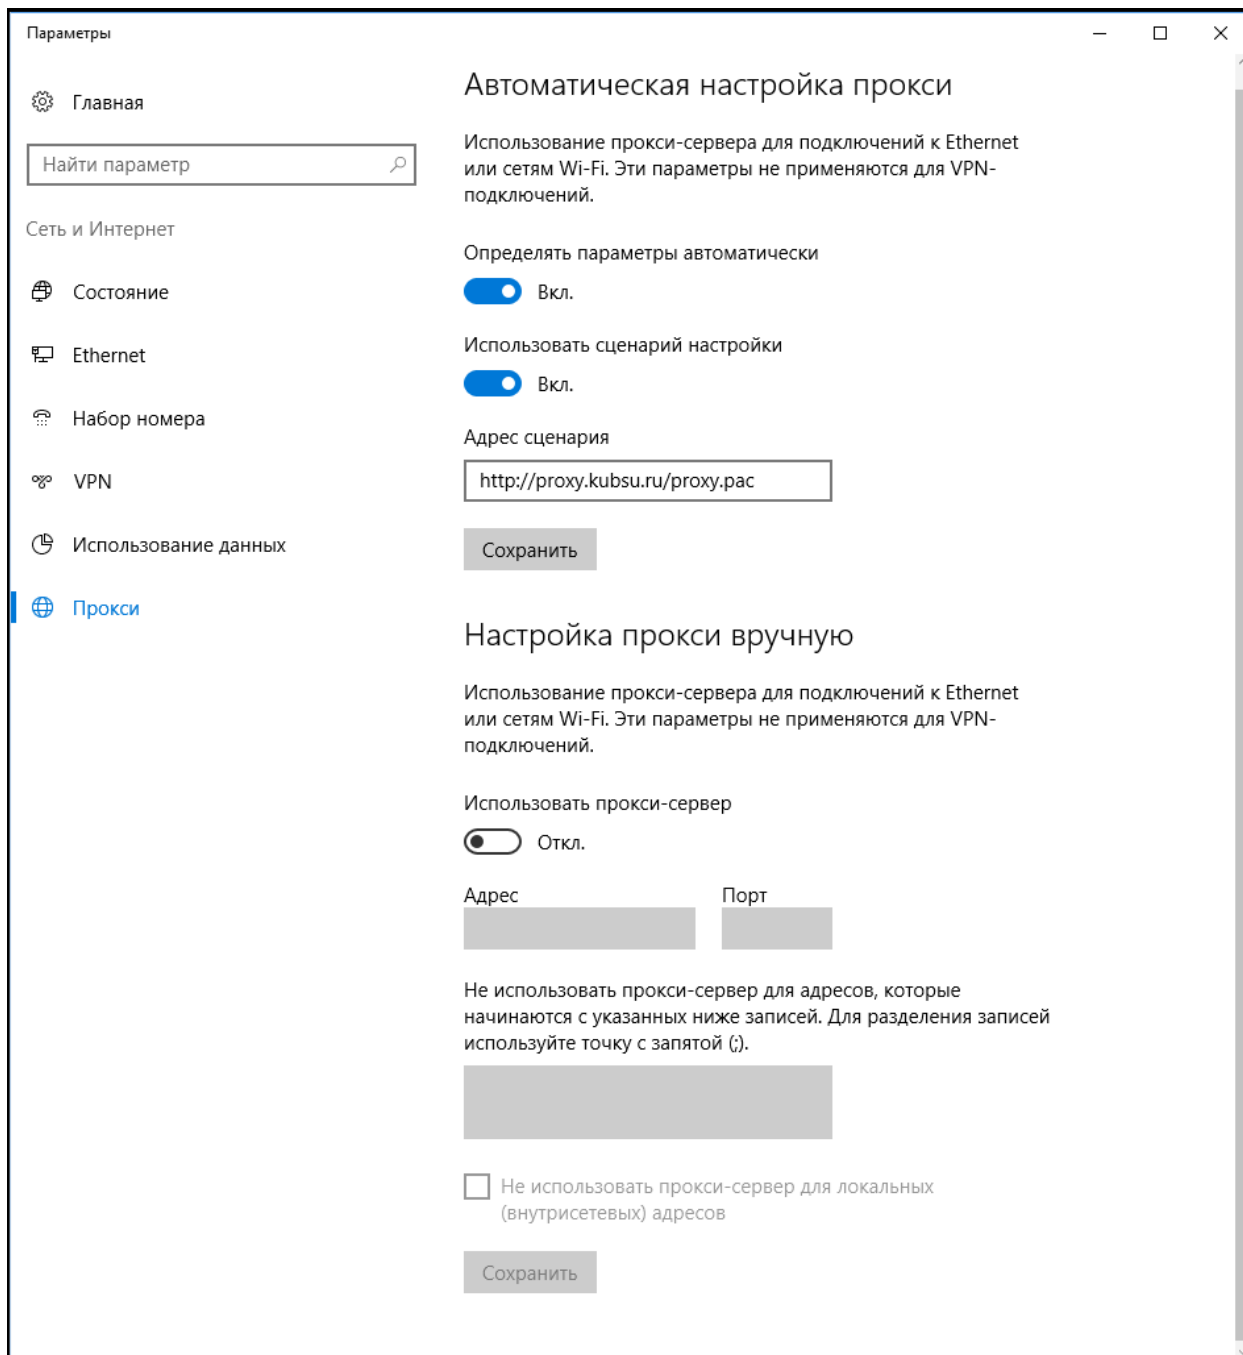 Параметры
Главная
Найти параметр
Сеть и Интернет
Состояние
Ethernet
Набор номера
VPN
Использование данных
Прокси
Автоматическая настройка прокси
Использование прокси-сервера для подключений к Ethernet
или сетям Wi-Fi. Эти параметры не применяются для VPN-
подключений.
Определять параметры автоматически
Вкл.
Использовать сценарий настройки
Вкл.
Адрес сценария
http://proxy.kubsu.ru/proxy.pac
Сохранить
Настройка прокси вручную
Использование прокси-сервера для подключений к Ethernet
или сетям Wi-Fi. Эти параметры не применяются для VPN-
подключений.
Использовать прокси-сервер
Откл.
Адрес Порт
Не использовать прокси-сервер для адресов, которые
начинаются с указанных ниже записей. Для разделения записей
используйте точку с запятой (;).
Не использовать прокси-сервер для локальных
(внутрисетевых) адресов
Сохранить